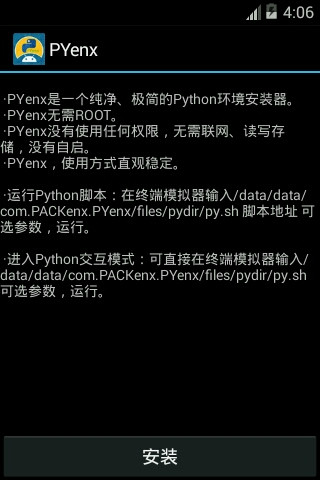 4:06
PYenx
·PYenx是一个纯净、极简的Python环境安装器。
·PYenx无需ROOT。
·PYenx没有使用任何权限，无需联网、读写存
储，没有自启。
·PYenx，使用方式直观稳定。
·运行Python脚本：在终端模拟器输入/data/data/
com.PACKenx.PYenx/files/pydir/py.sh 脚本地址 可
选参数，运行。
·进入Python交互模式：可直接在终端模拟器输入/
data/data/com.PACKenx.PYenx/files/pydir/py.sh
可选参数，运行。
安装